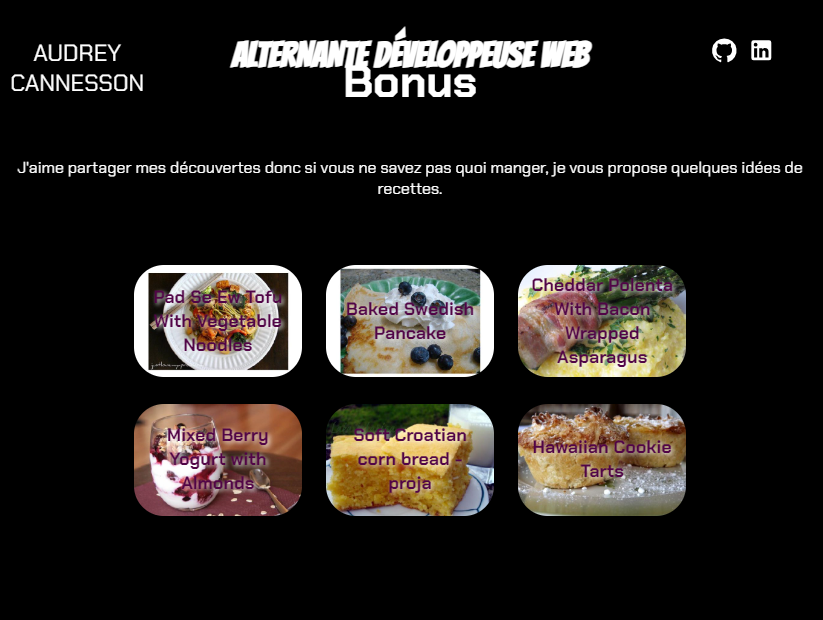 AUDREY
CANNESSON
ALTERNANTE DÉVELOPPEUSE WEB
Bonus
J'aime partager mes découvertes donc si vous ne savez pas quoi manger, je vous propose quelques idées de
recettes.
Pad Se Ew Tofu
With Vegetable
Noodles
Baked Swedish
Pancake
Cheddar Polenta
With Bacon
Wrapped
Asparagus
Mixed Berry
Yogurt with
Almonds
Soft Croatian
corn bread -
proja
Hawaiian Cookie
Tarts